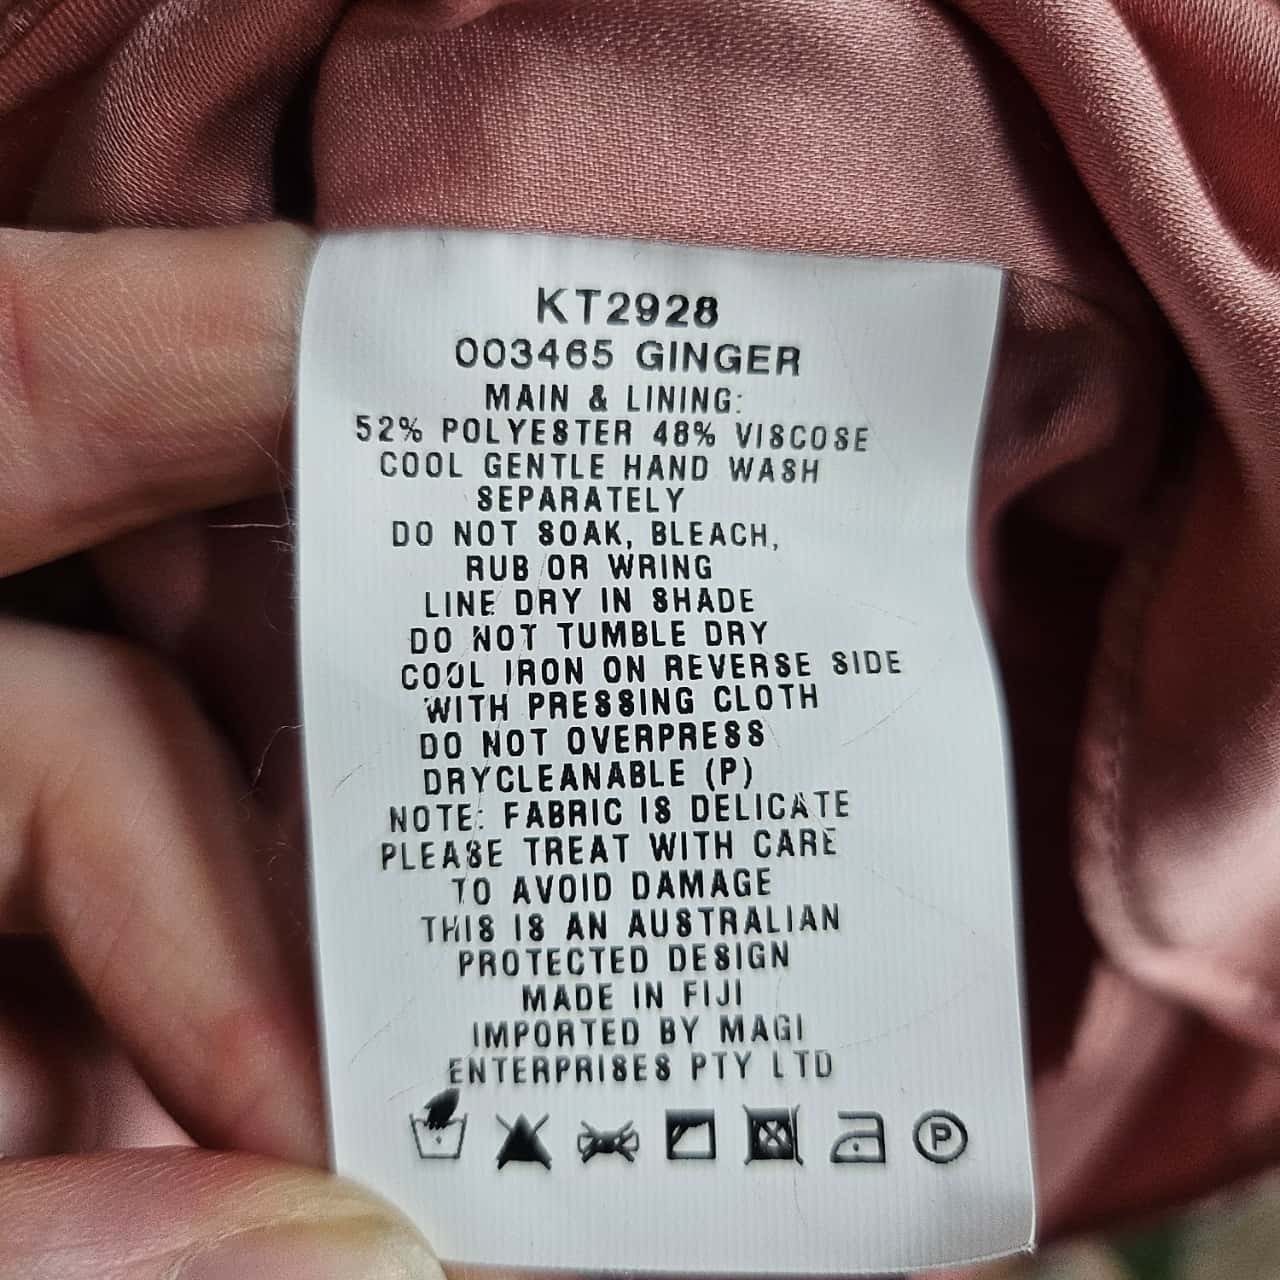 KT2928
003465 GINGER
MAIN & LINING:
52% POLYESTER 48% VISCOSE
COOL GENTLE HAND WASH
SEPARATELY
DO NOT SOAK, BLEACH,
RUB OR WRING
LINE DRY IN SHADE
DO NOT TUMBLE DRY
COOL IRON ON REVERSE SIDE
WITH PRESSING CLOTH
DO NOT OVERPRESS
DRYCLEANABLE (P)
NOTE: FABRIC IS DELICATE
PLEASE TREAT WITH CARE
TO AVOID DAMAGE
THIS IS AN AUSTRALIAN
PROTECTED DESIGN
MADE IN FIJI
IMPORTED BY MAGI
ENTERPRISES PTY LTD
P